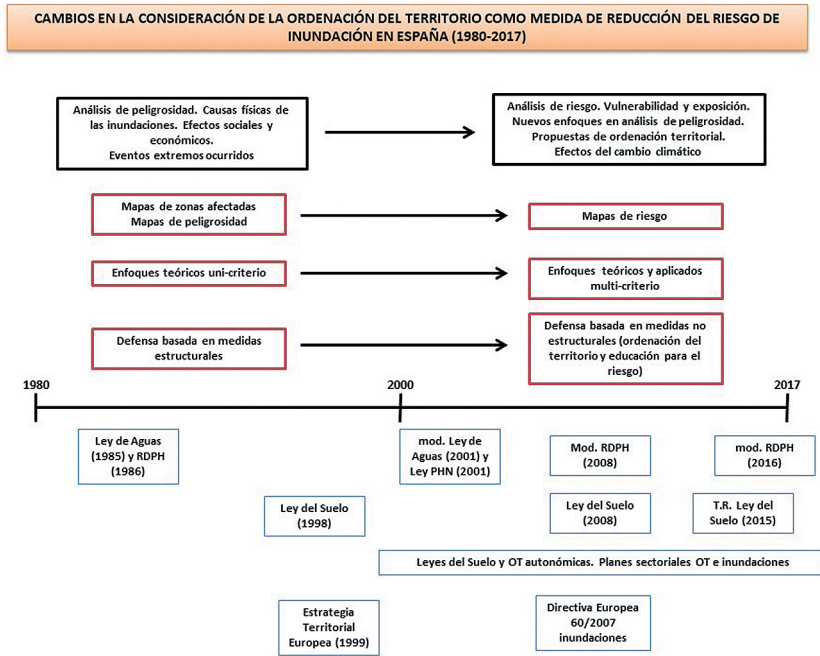 CAMBIOS EN LA CONSIDERACIÓN DE LA ORDENACIÓN DEL TERRITORIO COMO MEDIDA DE REDUCCIÓN DEL RIESGO DE
INUNDACIÓN EN ESPAÑA (1980-2017)
Análisis de peligrosidad. Causas físicas de
las inundaciones. Efectos sociales y
económicos.
Eventos extremos ocurridos
Análisis de riesgo. Vulnerabilidad y exposición.
Nuevos enfoques en análisis de peligrosidad.
Propuestas de ordenación territorial.
Efectos del cambio climático
Mapas de zonas afectadas
Mapas de peligrosidad
Mapas de riesgo
Enfoques teóricos uni-criterio
Enfoques teóricos y aplicados
multi-criterio
Defensa basada en medidas
estructurales
Defensa basada en medidas no
estructurales (ordenación del
territorio y educación para el
riesgo)
1980
2000
2017
Ley de Aguas
(1985) y RDPH
(1986)
mod. Ley de
Aguas (2001) y
Ley PHN (2001)
Mod. RDPH
(2008)
mod. RDPH
(2016)
Ley del Suelo
(1998)
Ley del Suelo
(2008)
T.R. Ley del
Suelo (2015)
Leyes del Suelo y OT autonómicas. Planes sectoriales OT e inundaciones
Estrategia
Territorial
Europea (1999)
Directiva Europea
60/2007
inundaciones